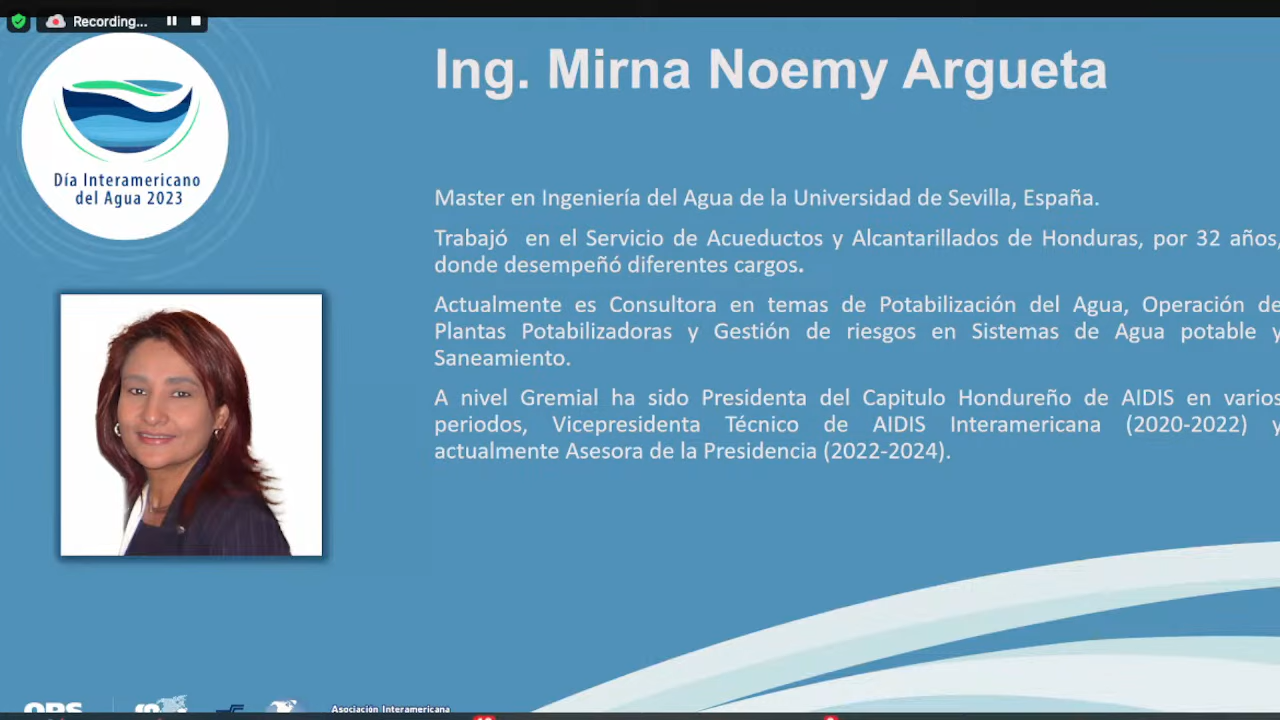 Recording...
Ing. Mirna Noemy Argueta
Día Interamericano
del Agua 2023
Master en Ingeniería del Agua de la Universidad de Sevilla, España.
Trabajó en el Servicio de Acueductos y Alcantarillados de Honduras, por 32 años,
donde desempeñó diferentes cargos.
Actualmente es Consultora en temas de Potabilización del Agua, Operación de
Plantas Potabilizadoras y Gestión de riesgos en Sistemas de Agua potable y
Saneamiento.
A nivel Gremial ha sido Presidenta del Capitulo Hondureño de AIDIS en varios
periodos, Vicepresidenta Técnico de AIDIS Interamericana (2020-2022) y
actualmente Asesora de la Presidencia (2022-2024).
OPS
Asociación Interamericana